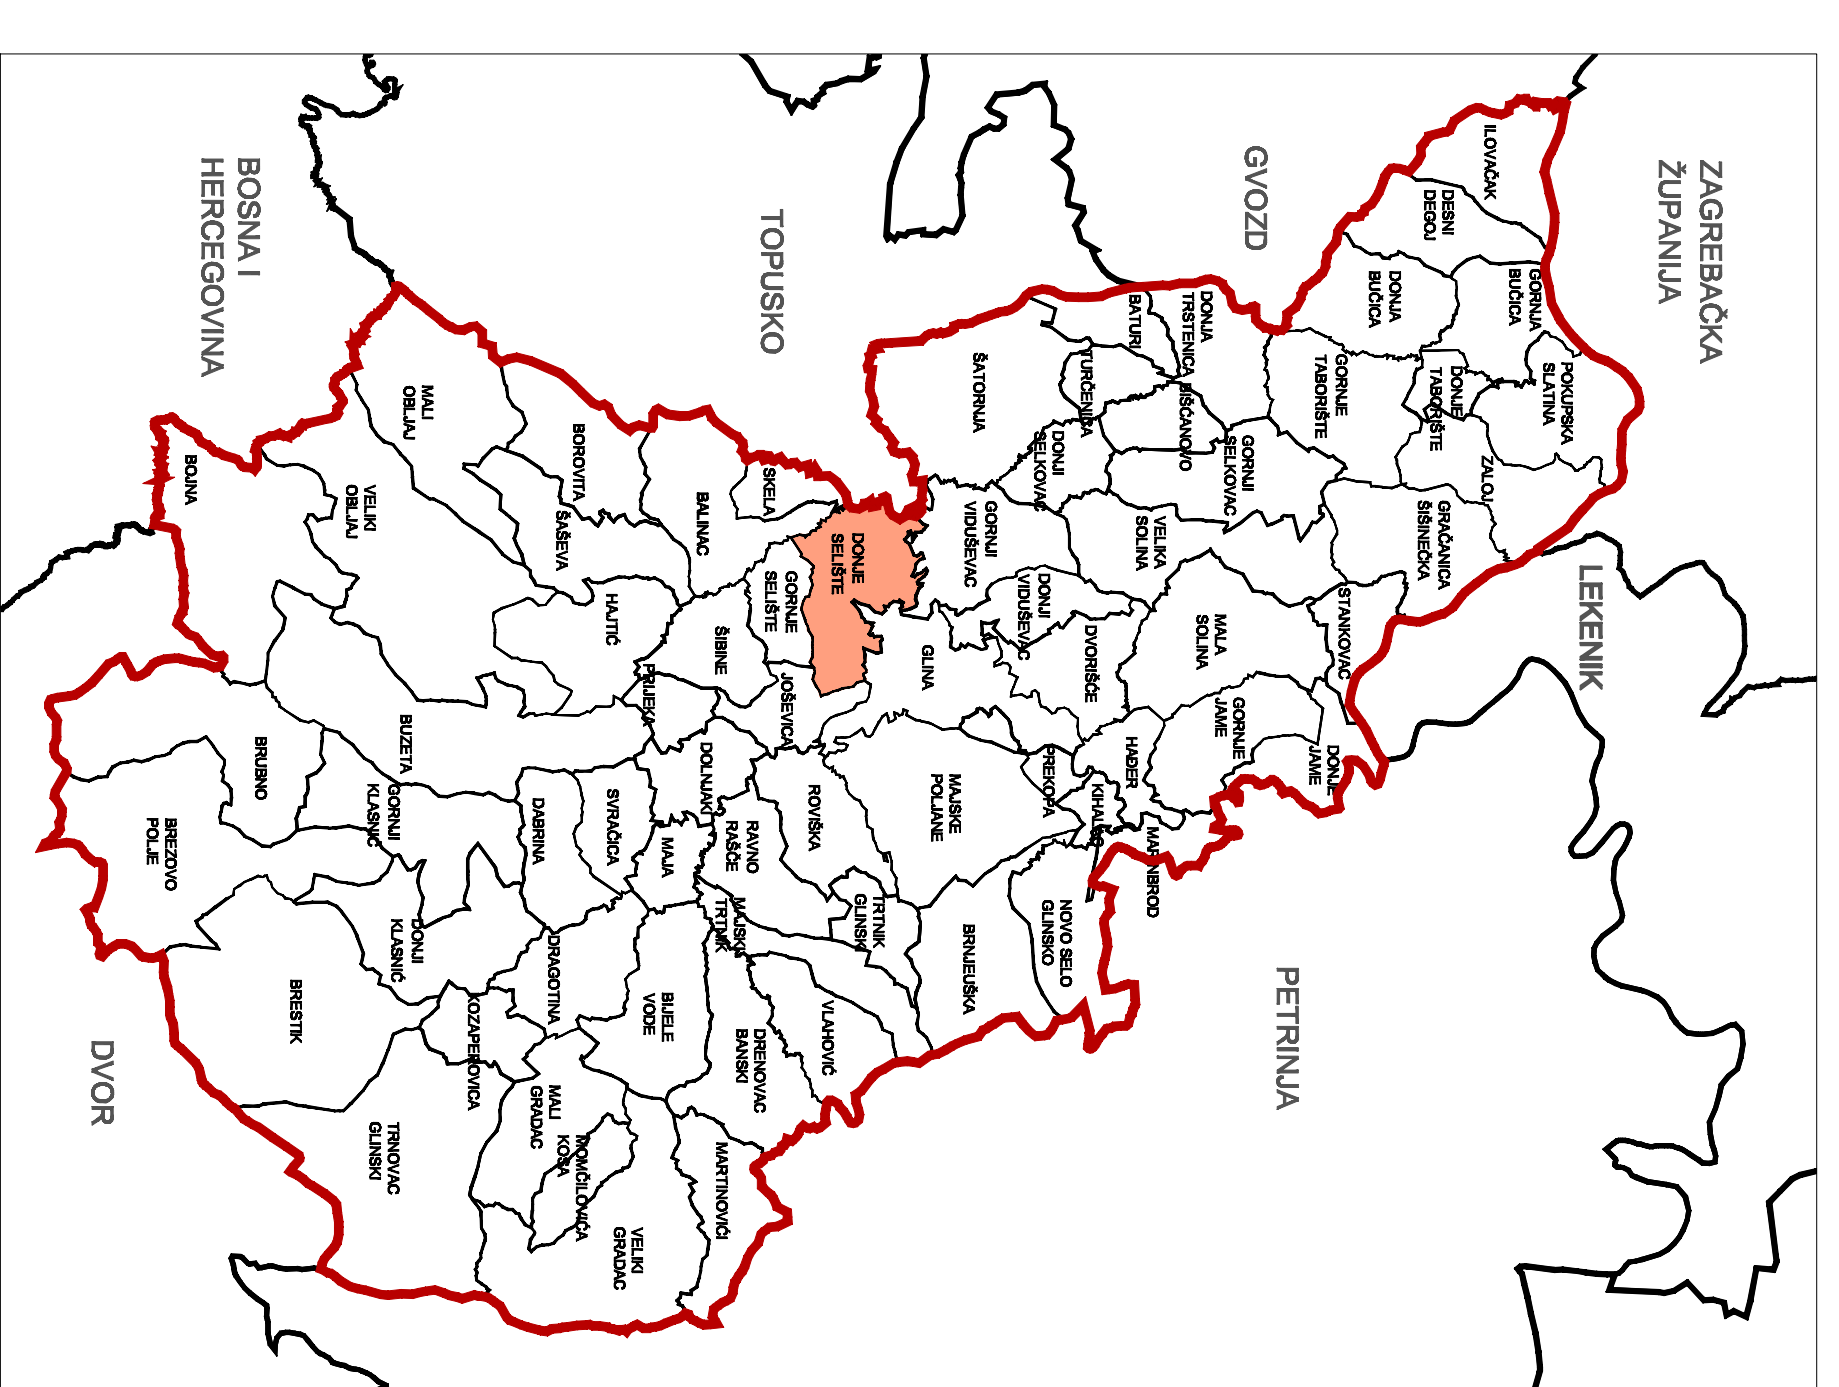 ZAGREBAČKA
ŽUPANIJA
LEKENIK
GVOZD
PETRINJA
TOPUSKO
BOSNA I
HERCEGOVINA
DVOR
ILOVAČAK
DESNI
DEGOJ
GORNJA
BUČICA
DONJA
BUČICA
POKUPSKA
SLATINA
DONJE
TABORIŠTE
GORNJE
TABORIŠTE
ZALOJ
GRAČANICA
ŠIŠINEČKA
STANKOVAC
DONJA
TRSTENICA
BATURI
TURČENICA
BIŠĆANOVO
GORNJI
SELKOVAC
DONJI
SELKOVAC
ŠATORNJA
VELIKA
SOLINA
MALA
SOLINA
GORNJE
JAME
DONJE
JAME
GORNJI
VIDUŠEVAC
DONJI
VIDUŠEVAC
DVORIŠĆE
HAĐER
PREKOPA
KIHALAC
MARINBROD
GLINA
NOVO SELO
GLINSKO
MAJSKE
POLJANE
BRNJEUŠKA
DONJE
SELIŠTE
GORNJE
SELIŠTE
SKELA
BALINAC
ŠIBINE
JOŠEVICA
ROVIŠKA
TRTNIK
GLINSKI
VLAHOVIĆ
RAVNO
RAŠĆE
MAJSKI
TRTNIK
DRENOVAC
BANSKI
MARTINOVIĆI
DOLNJAKI
PRIJEKA
MAJA
BIJELE
VODE
SVRAČICA
HAJTIĆ
ŠAŠEVA
BOROVITA
MALI
OBLJAJ
VELIKI
OBLJAJ
BOJNA
BUZETA
DABRINA
DRAGOTINA
MALI
GRADAC
MOMČILOVIĆA
KOSA
VELIKI
GRADAC
KOZAPEROVICA
GORNJI
KLASNIĆ
DONJI
KLASNIĆ
TRNOVAC
GLINSKI
BRESTIK
BRUBNO
BREZOVO
POLJE